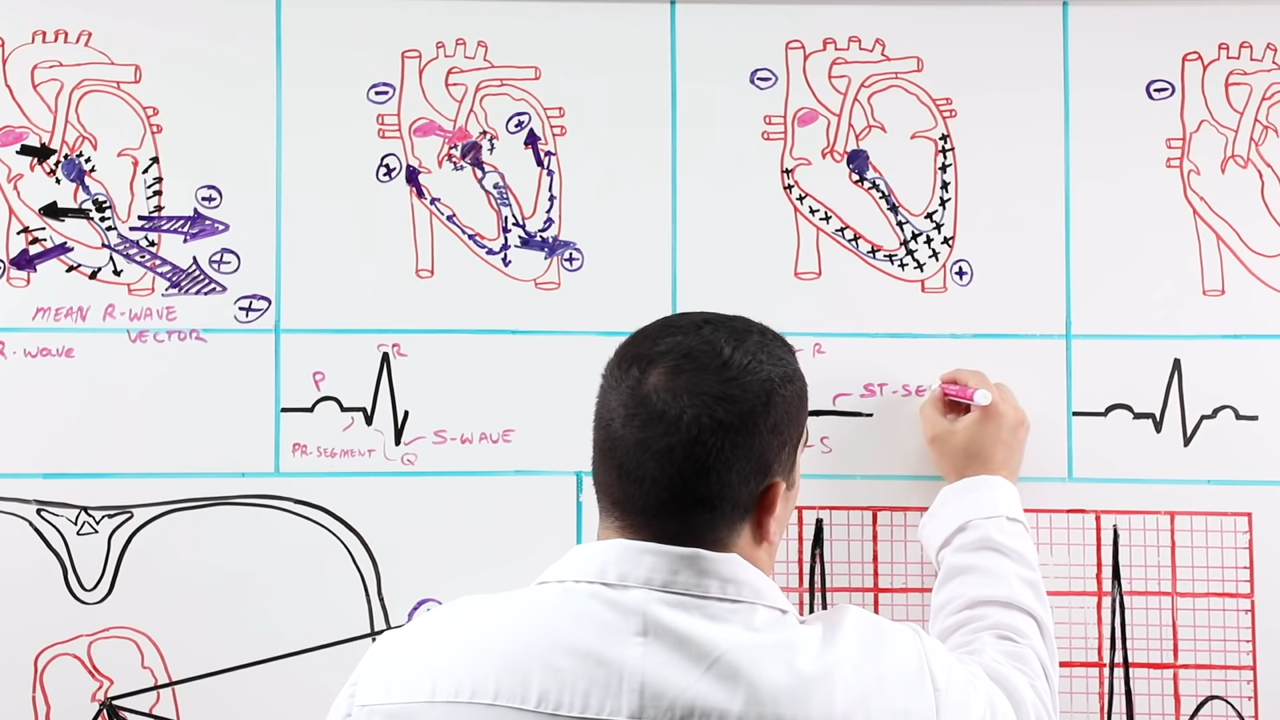 MEAN R-WAVE
VECTOR
R-wave
R
P
S-WAVE
PR-SEGMENT
Q
R
ST-SE
S